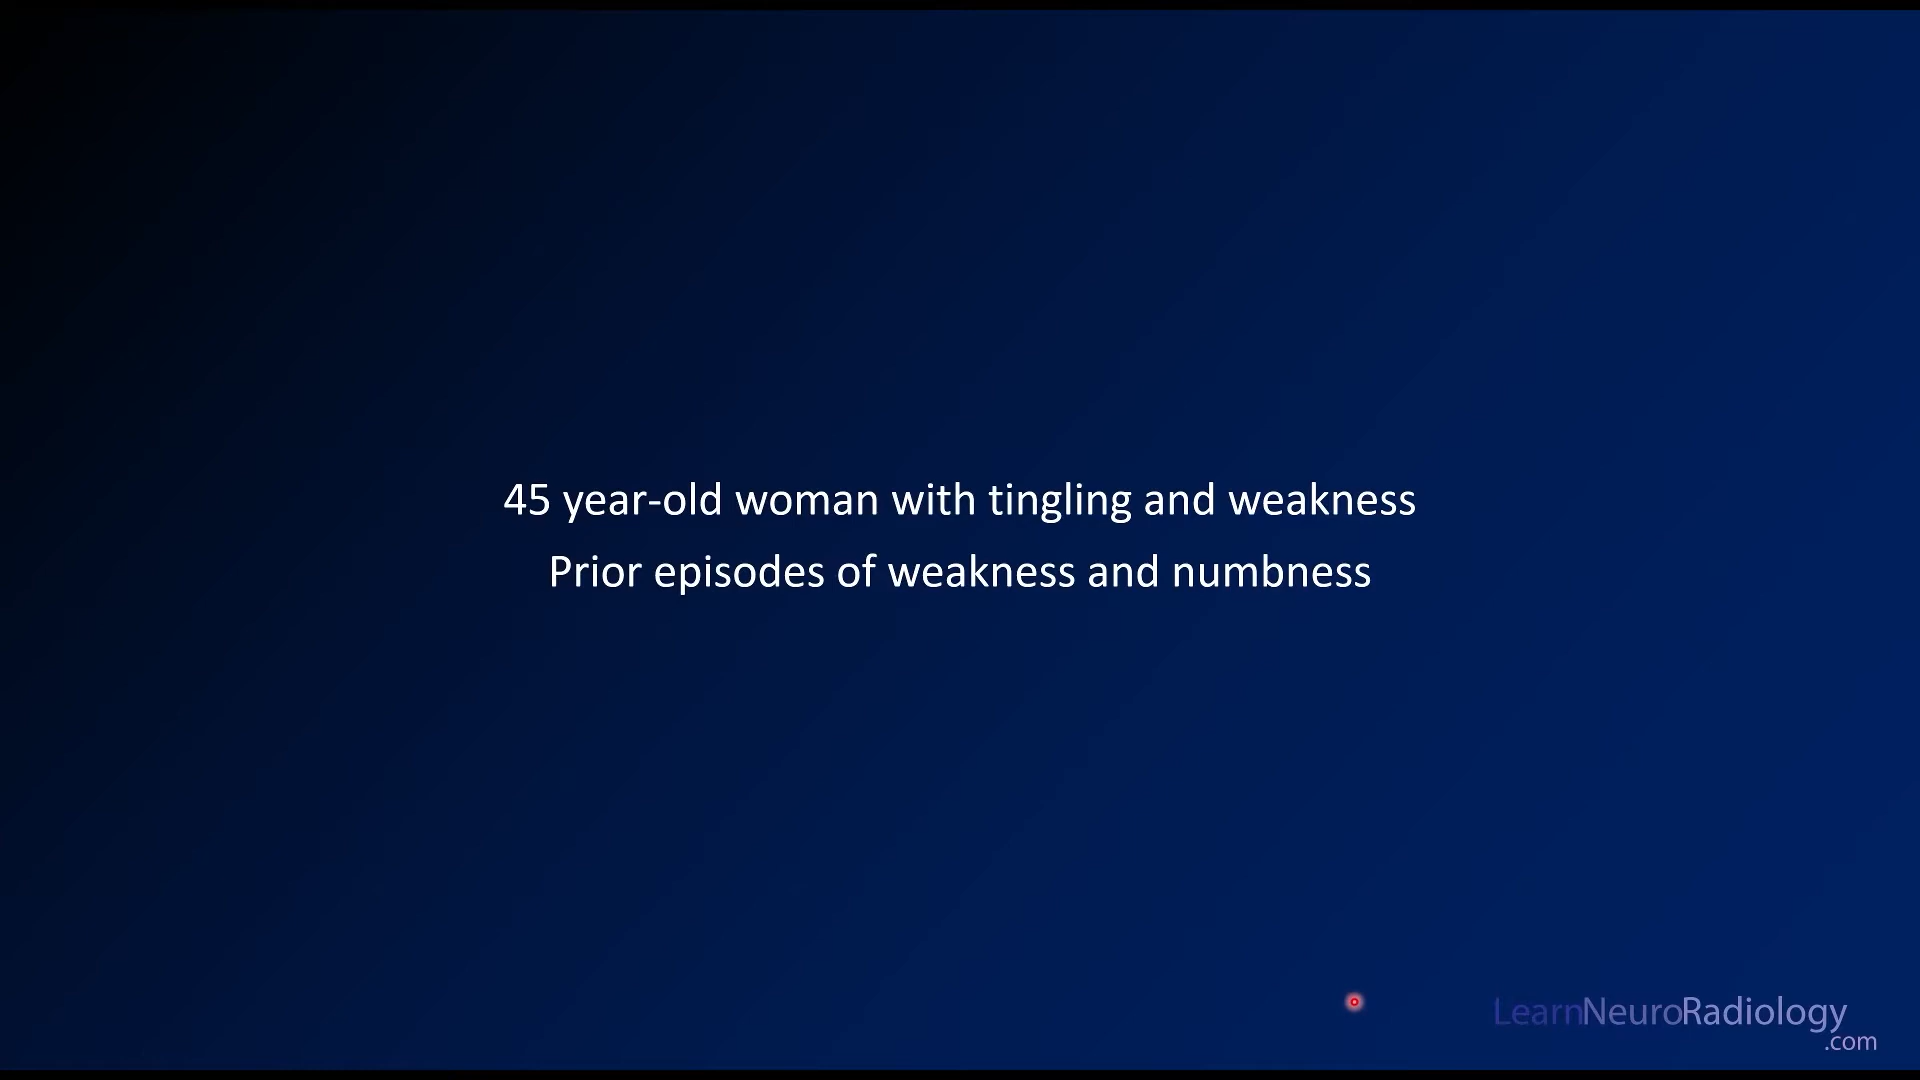 45 year-old woman with tingling and weakness
Prior episodes of weakness and numbness
LearnNeuroRadiology
.com